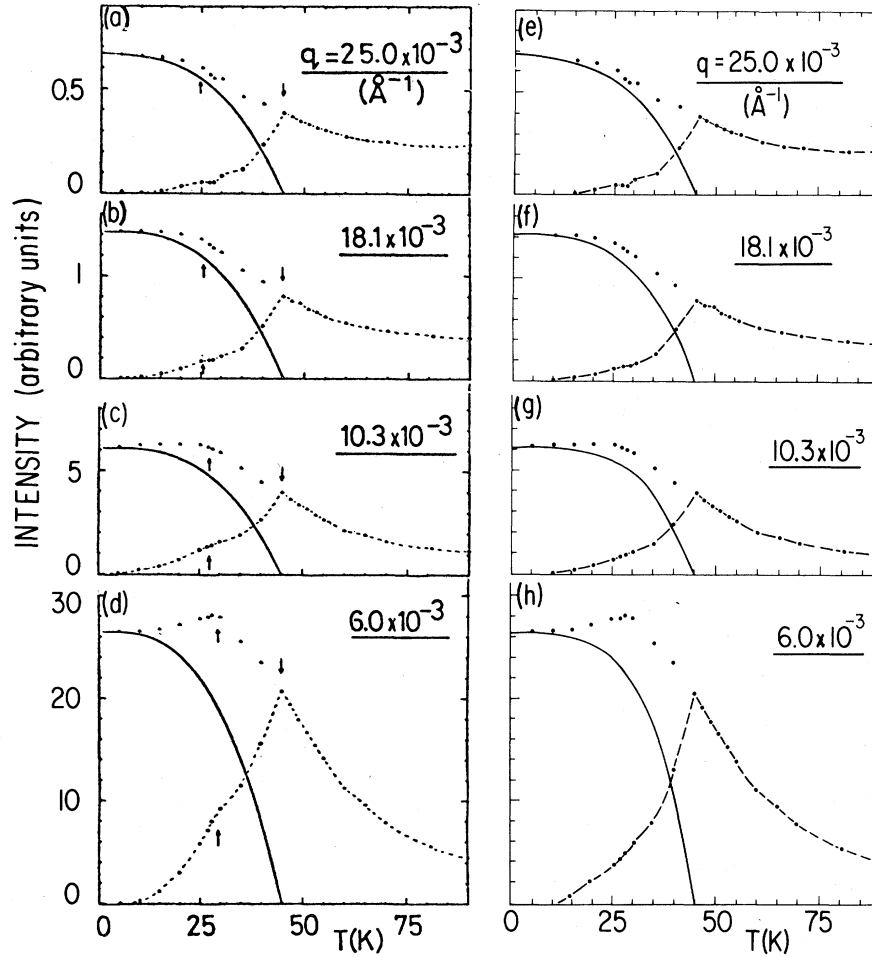 (a)
q = 25.0 x 10⁻³
(Å⁻¹)
0.5
0
(b)
18.1 x 10⁻³
1
0
(c)
10.3 x 10⁻³
5
0
(d)
6.0 x 10⁻³
30
20
10
0
0 25 50 75
T(K)
INTENSITY (arbitrary units)
(e)
q = 25.0 x 10⁻³
(Å⁻¹)
(f)
18.1 x 10⁻³
(g)
10.3 x 10⁻³
(h)
6.0 x 10⁻³
0 25 50 75
T(K)